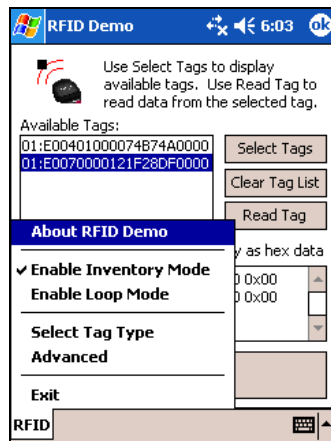 RFID Demo 6:03 ok
Use Select Tags to display
available tags. Use Read Tag to
read data from the selected tag.
Available Tags:
01:E00401000074B74A0000
01:E0070000121F28DF0000
Select Tags
Clear Tag List
Read Tag
About RFID Demo
Enable Inventory Mode
Enable Loop Mode
Select Tag Type
Advanced
Exit
as hex data
0x00
0x00
RFID